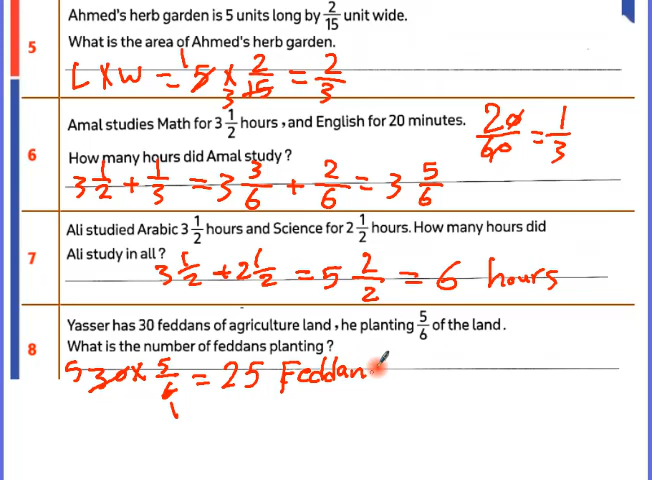 Ahmed's herb garden is 5 units long by 2/15 unit wide.
5
What is the area of Ahmed's herb garden.
L X W = 5 1 × 2/15 3 = 2/3
Amal studies Math for 3 1/2 hours , and English for 20 minutes.
20/60 = 1/3
6
How many hours did Amal study ?
3 1/2 + 1/3 = 3 3/6 + 2/6 = 3 5/6
Ali studied Arabic 3 1/2 hours and Science for 2 1/2 hours. How many hours did
7
Ali study in all ?
3 1/2 + 2 1/2 = 5 2/2 = 6 hours
Yasser has 30 feddans of agriculture land , he planting 5/6 of the land .
8
What is the number of feddans planting ?
5 30 × 5/6 1 = 25 Feddan